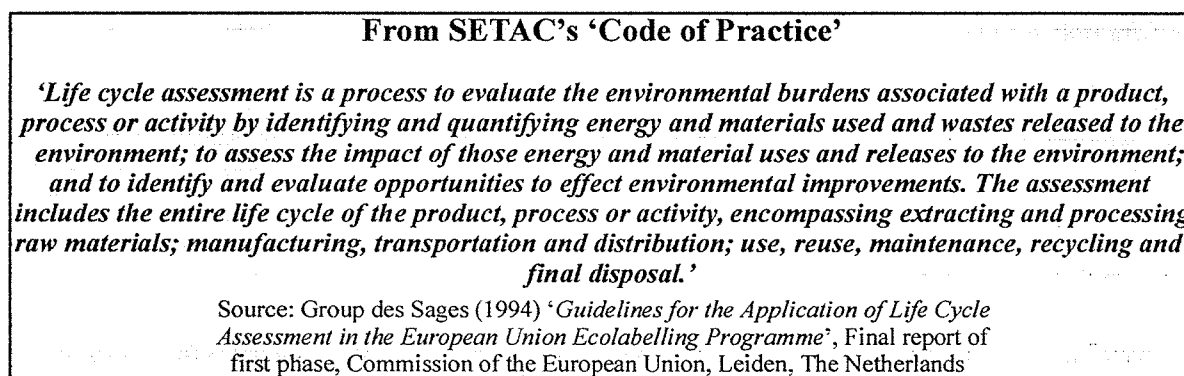 From SETAC's 'Code of Practice'
'Life cycle assessment is a process to evaluate the environmental burdens associated with a product,
process or activity by identifying and quantifying energy and materials used and wastes released to the
environment; to assess the impact of those energy and material uses and releases to the environment;
and to identify and evaluate opportunities to effect environmental improvements. The assessment
includes the entire life cycle of the product, process or activity, encompassing extracting and processing
raw materials; manufacturing, transportation and distribution; use, reuse, maintenance, recycling and
final disposal.'
Source: Group des Sages (1994) 'Guidelines for the Application of Life Cycle
Assessment in the European Union Ecolabelling Programme', Final report of
first phase, Commission of the European Union, Leiden, The Netherlands